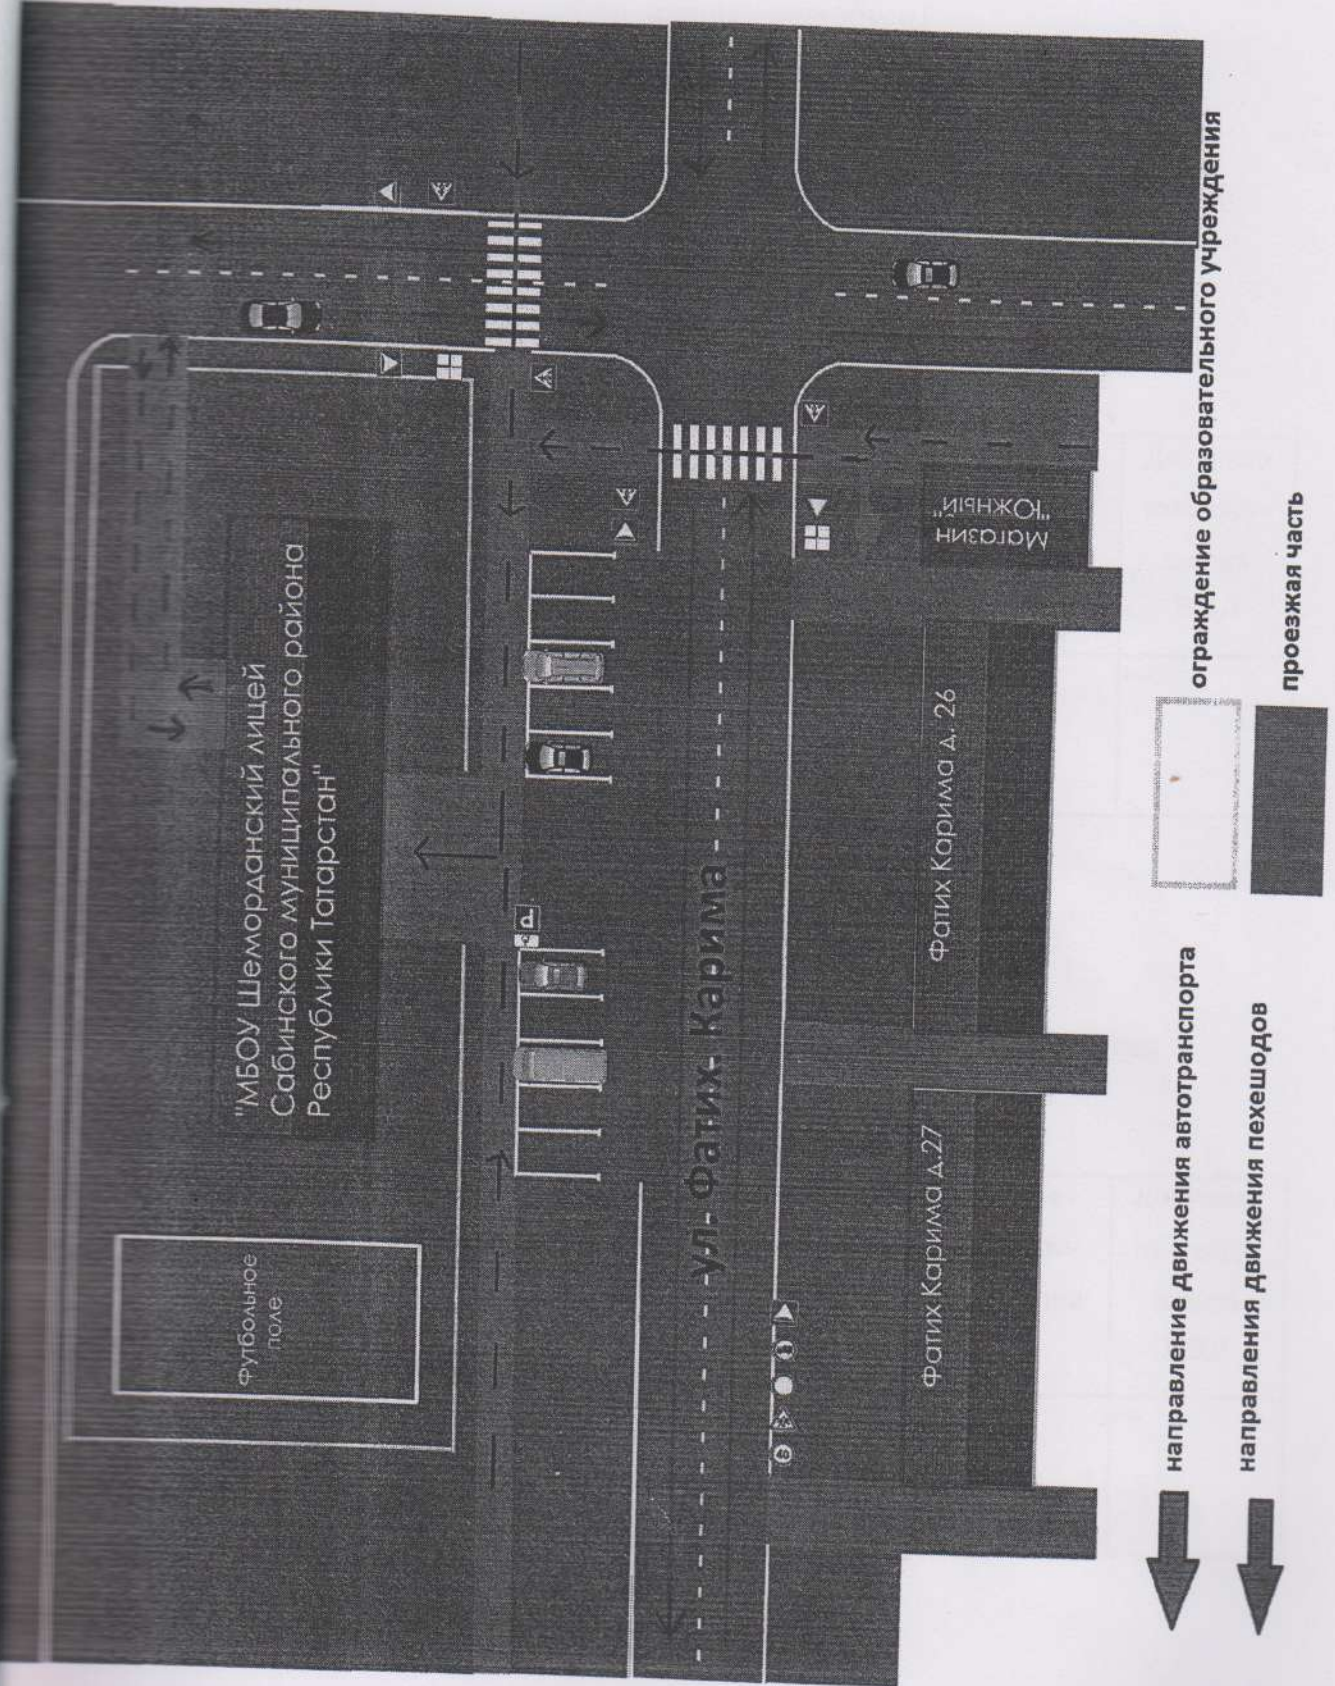 "МБОУ Шеморданский лицей
Сабинского муниципального района
Республики Татарстан"
Футбольное
поле
P
ул. Фатих Карима
40
Магазин
"Южный"
Фатих Карима д. 26
Фатих Карима д.27
направление движения автотранспорта
ограждение образовательного учреждения
направления движения пехешодов
проезжая часть